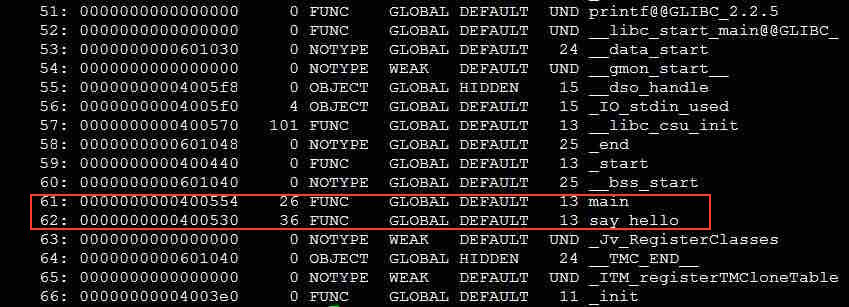 51: 0000000000000000 0 FUNC GLOBAL DEFAULT UND printf@@GLIBC_2.2.5
52: 0000000000000000 0 FUNC GLOBAL DEFAULT UND __libc_start_main@@GLIBC_
53: 0000000000601030 0 NOTYPE GLOBAL DEFAULT 24 __data_start
54: 0000000000000000 0 NOTYPE WEAK DEFAULT UND __gmon_start__
55: 00000000004005f8 0 OBJECT GLOBAL HIDDEN 15 __dso_handle
56: 00000000004005f0 4 OBJECT GLOBAL DEFAULT 15 _IO_stdin_used
57: 0000000000400570 101 FUNC GLOBAL DEFAULT 13 __libc_csu_init
58: 0000000000601048 0 NOTYPE GLOBAL DEFAULT 25 _end
59: 0000000000400440 0 FUNC GLOBAL DEFAULT 13 _start
60: 0000000000601040 0 NOTYPE GLOBAL DEFAULT 25 __bss_start
61: 0000000000400554 26 FUNC GLOBAL DEFAULT 13 main
62: 0000000000400530 36 FUNC GLOBAL DEFAULT 13 say hello
63: 0000000000000000 0 NOTYPE WEAK DEFAULT UND _Jv_RegisterClasses
64: 0000000000601040 0 OBJECT GLOBAL HIDDEN 24 __TMC_END__
65: 0000000000000000 0 NOTYPE WEAK DEFAULT UND _ITM_registerTMCloneTable
66: 00000000004003e0 0 FUNC GLOBAL DEFAULT 11 _init